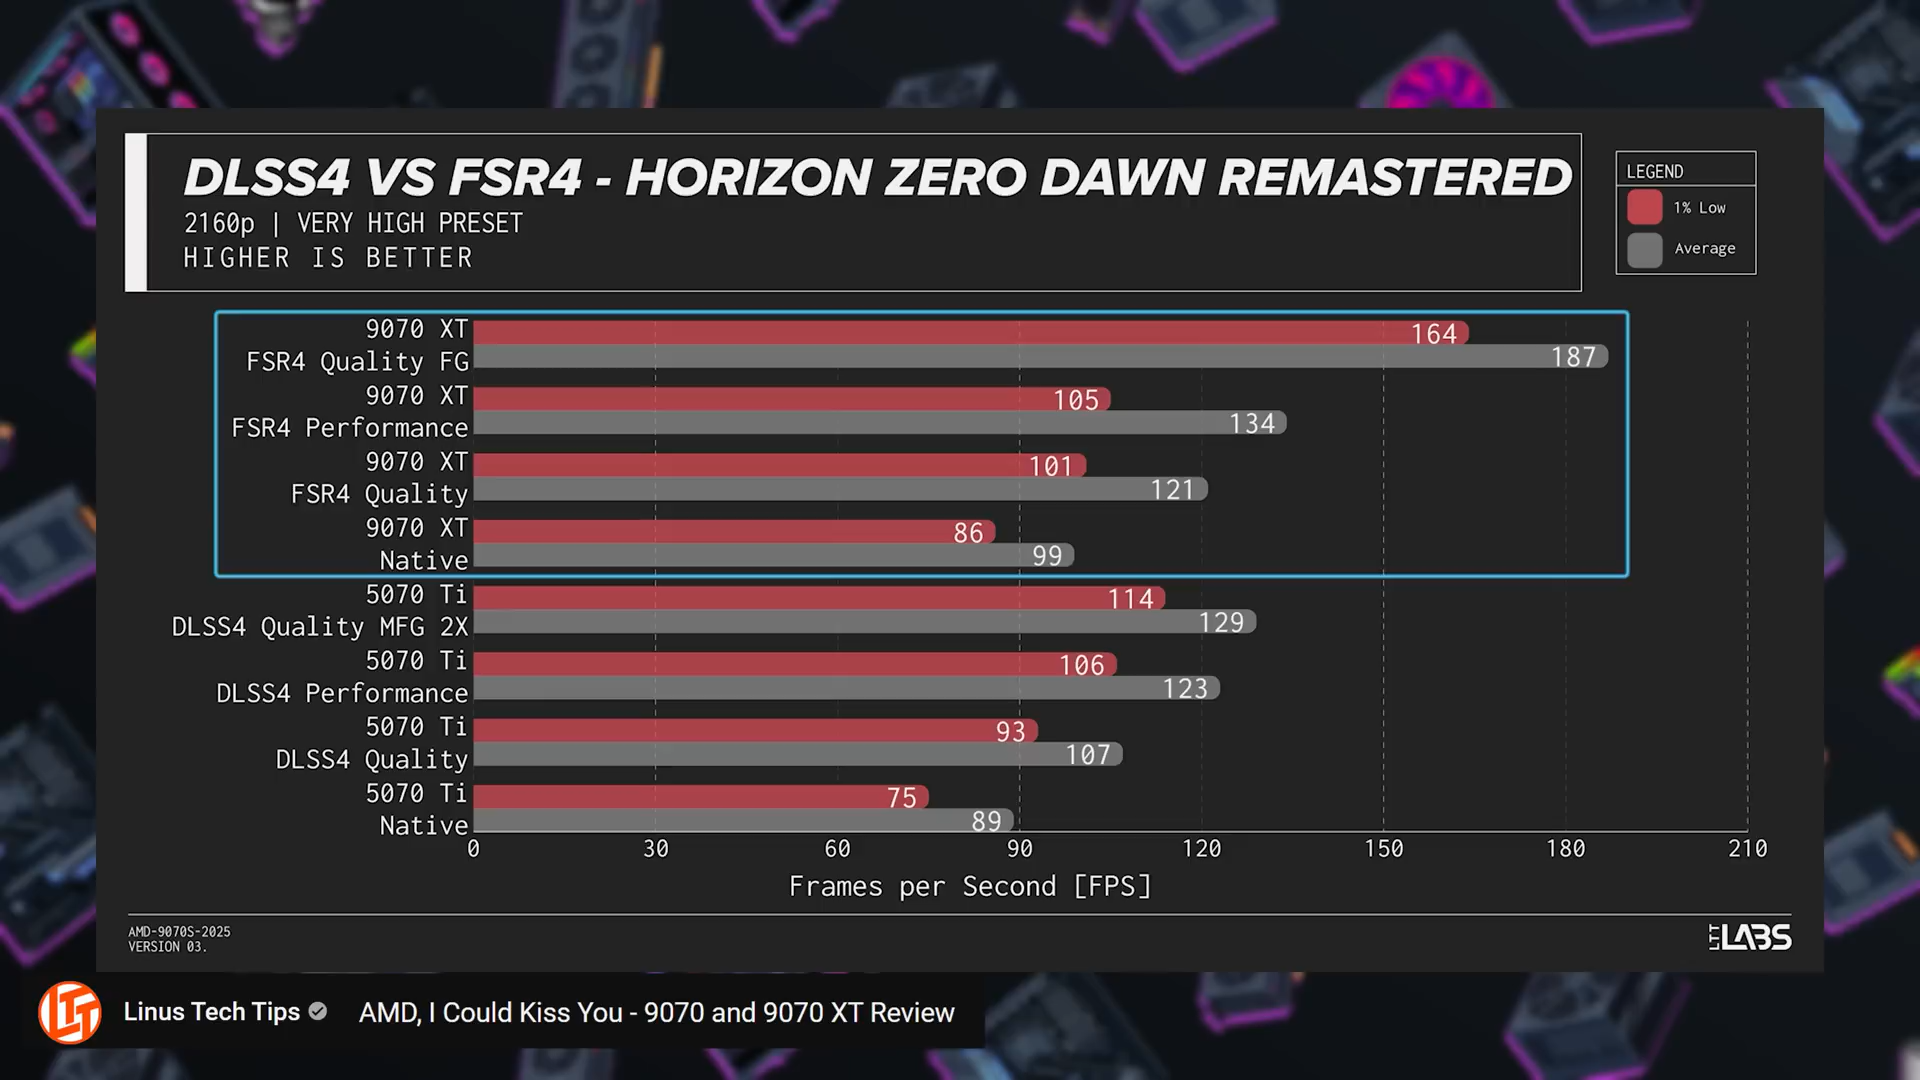 DLSS4 VS FSR4 - HORIZON ZERO DAWN REMASTERED
2160p | VERY HIGH PRESET
HIGHER IS BETTER
LEGEND
1% Low
Average
9070 XT
FSR4 Quality FG
164
187
9070 XT
FSR4 Performance
105
134
9070 XT
FSR4 Quality
101
121
9070 XT
Native
86
99
5070 Ti
DLSS4 Quality MFG 2X
114
129
5070 Ti
DLSS4 Performance
106
123
5070 Ti
DLSS4 Quality
93
107
5070 Ti
Native
75
89
0 30 60 90 120 150 180 210
Frames per Second [FPS]
AMD-9070S-2025
VERSION 03.
LTT LABS
LTT
Linus Tech Tips
AMD, I Could Kiss You - 9070 and 9070 XT Review